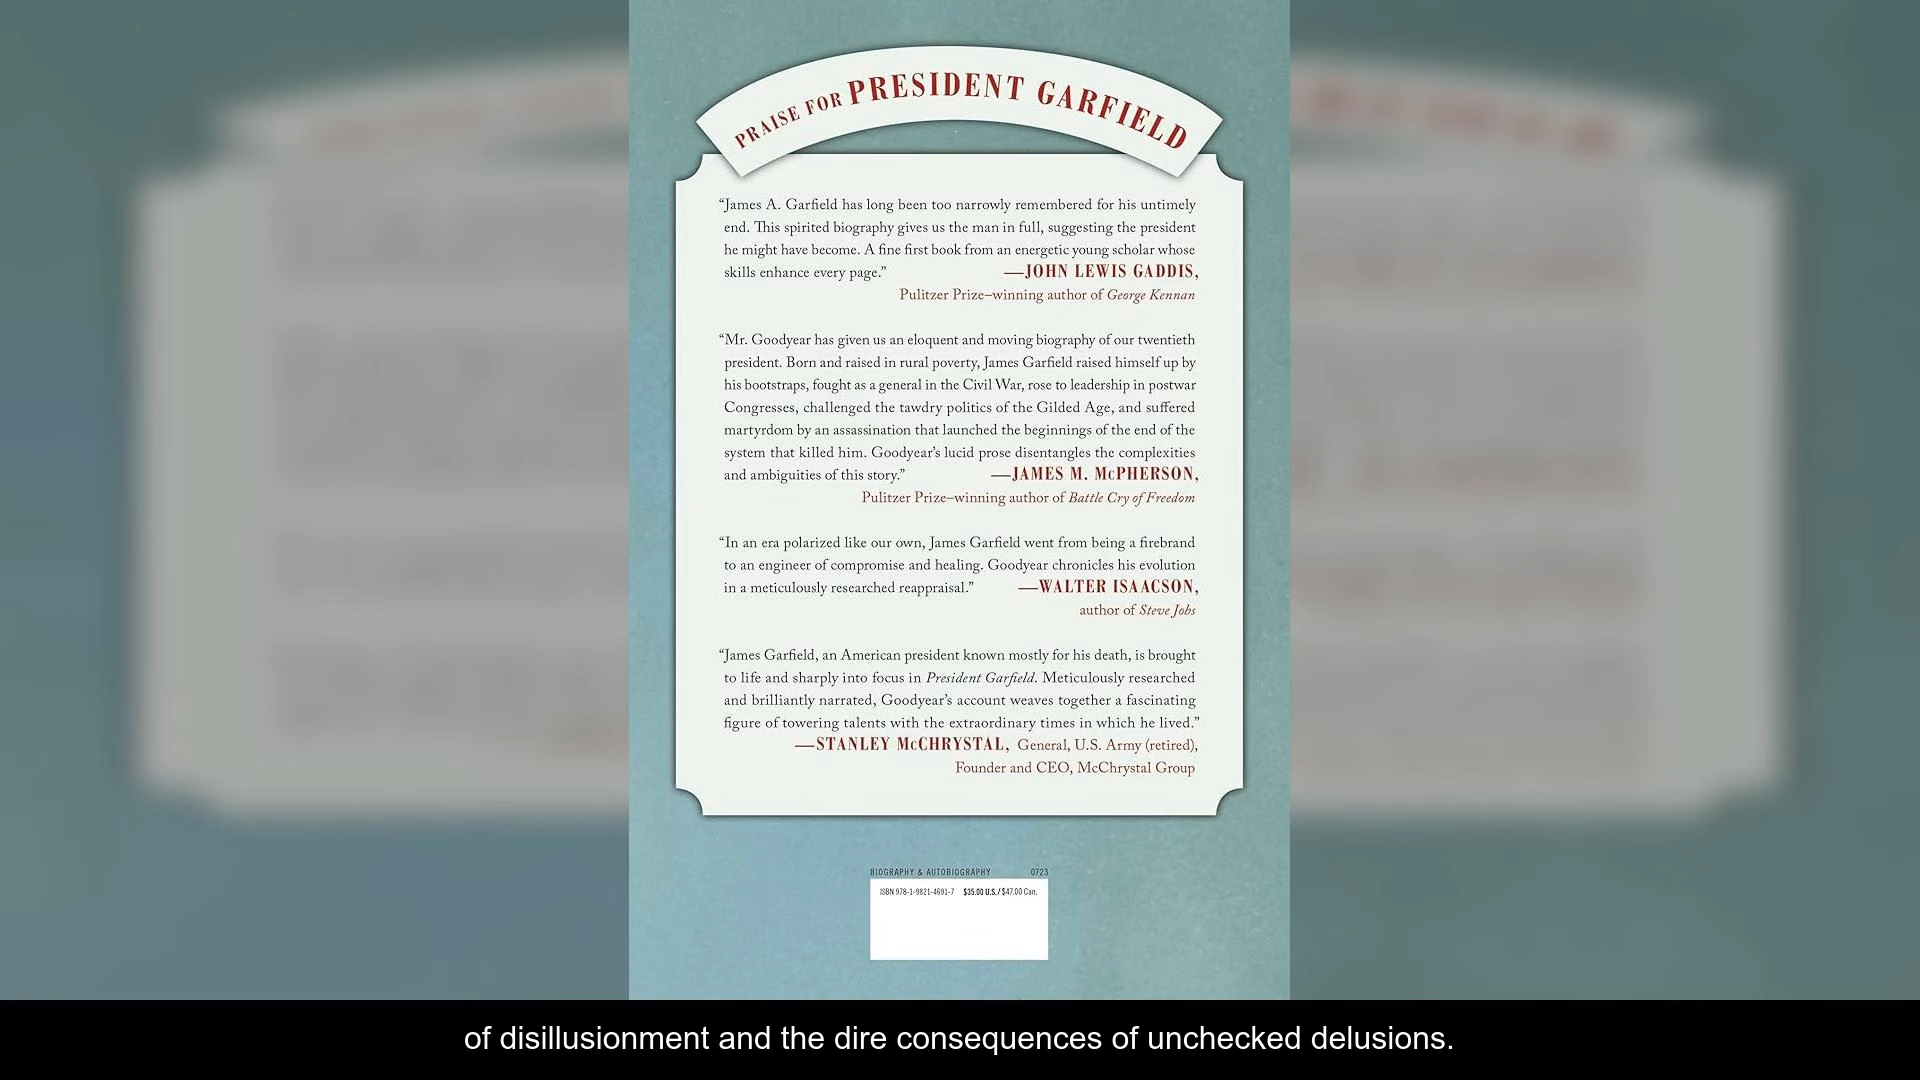 PRAISE FOR PRESIDENT GARFIELD
“James A. Garfield has long been too narrowly remembered for his untimely
end. This spirited biography gives us the man in full, suggesting the president
he might have become. A fine first book from an energetic young scholar whose
skills enhance every page.” —JOHN LEWIS GADDIS,
Pulitzer Prize–winning author of George Kennan
“Mr. Goodyear has given us an eloquent and moving biography of our twentieth
president. Born and raised in rural poverty, James Garfield raised himself up by
his bootstraps, fought as a general in the Civil War, rose to leadership in postwar
Congresses, challenged the tawdry politics of the Gilded Age, and suffered
martyrdom by an assassination that launched the beginnings of the end of the
system that killed him. Goodyear’s lucid prose disentangles the complexities
and ambiguities of this story.” —JAMES M. McPHERSON,
Pulitzer Prize–winning author of Battle Cry of Freedom
“In an era polarized like our own, James Garfield went from being a firebrand
to an engineer of compromise and healing. Goodyear chronicles his evolution
in a meticulously researched reappraisal.” —WALTER ISAACSON,
author of Steve Jobs
“James Garfield, an American president known mostly for his death, is brought
to life and sharply into focus in President Garfield. Meticulously researched
and brilliantly narrated, Goodyear’s account weaves together a fascinating
figure of towering talents with the extraordinary times in which he lived.”
—STANLEY McCHRYSTAL, General, U.S. Army (retired),
Founder and CEO, McChrystal Group
BIOGRAPHY & AUTOBIOGRAPHY 0723
ISBN 978-1-9821-4691-7 $35.00 U.S./$47.00 Can.
of disillusionment and the dire consequences of unchecked delusions.